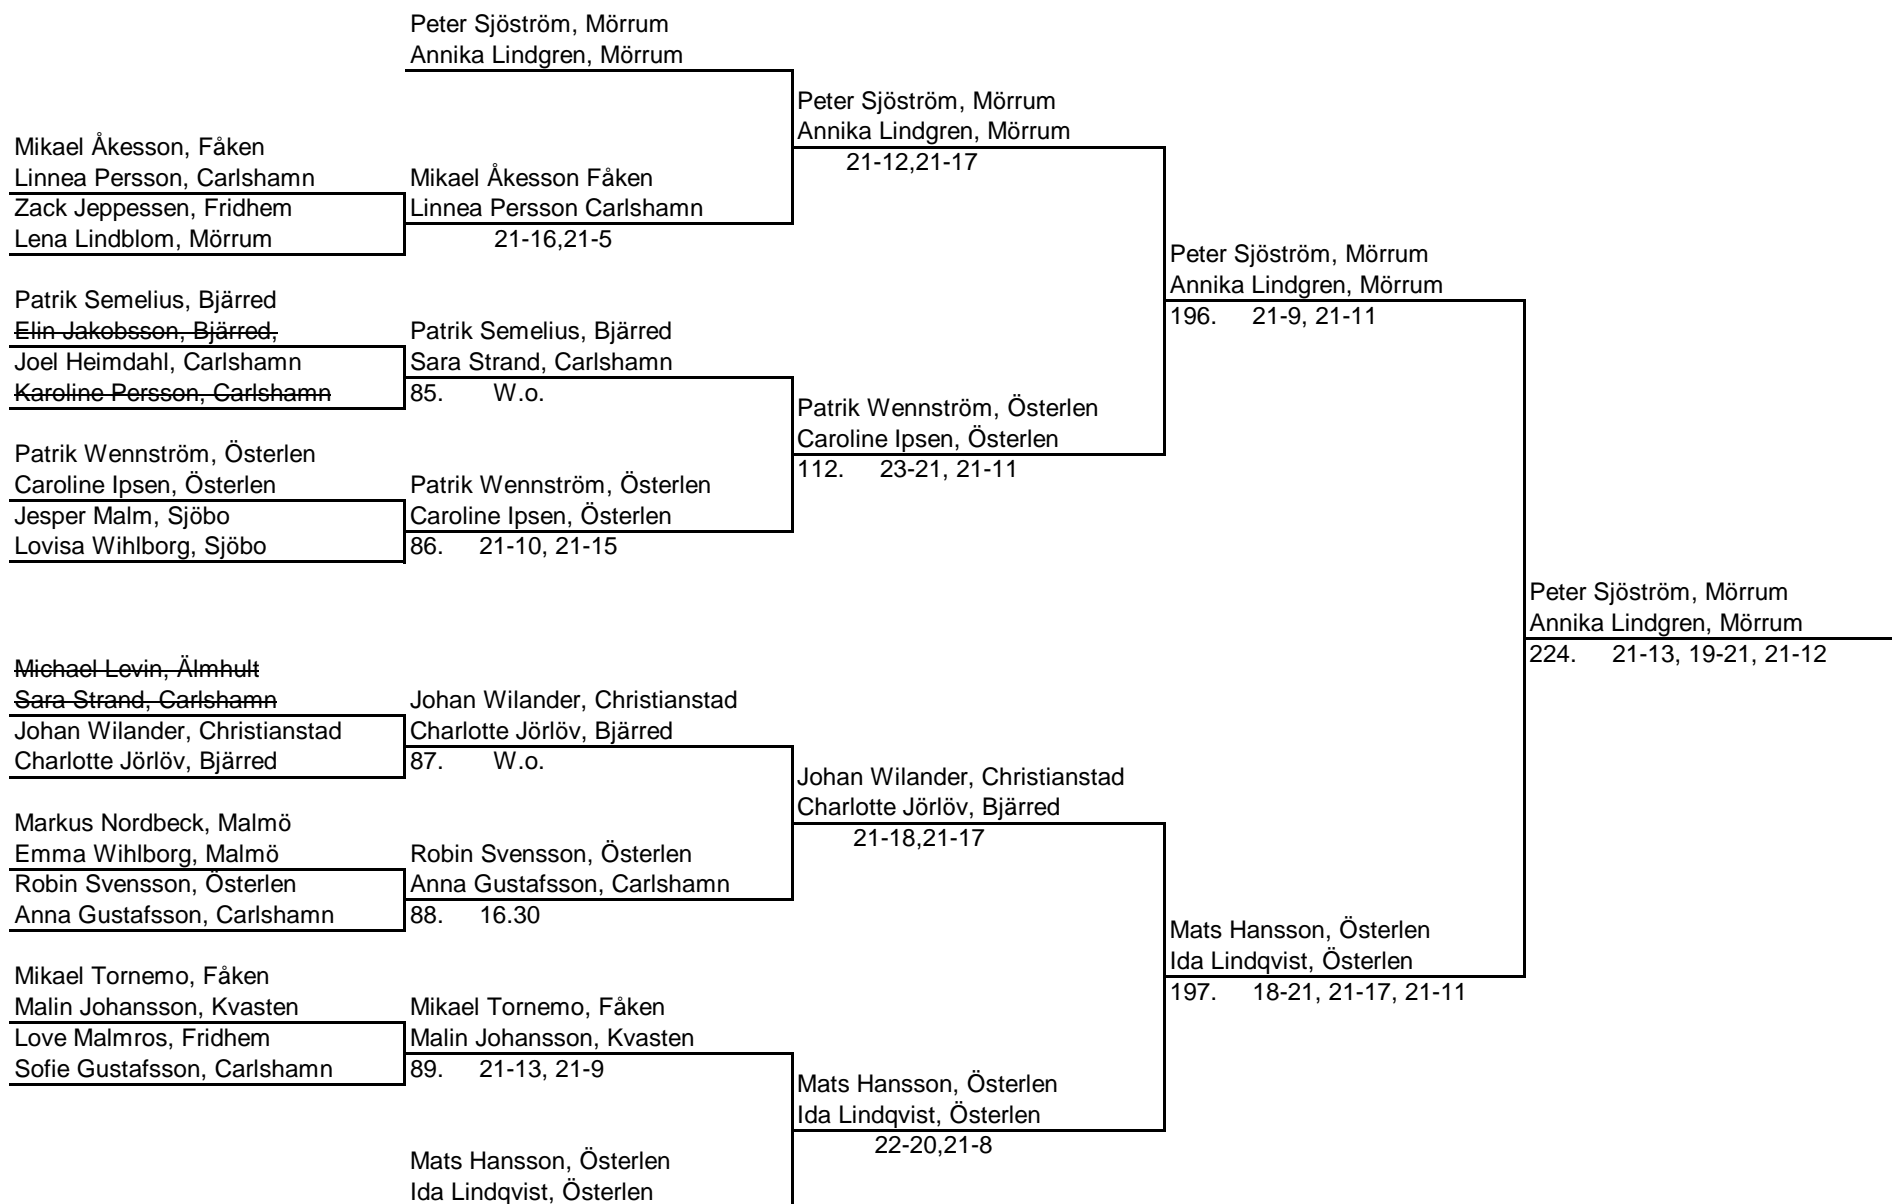 Peter Sjöström, Mörrum
Annika Lindgren, Mörrum
Peter Sjöström, Mörrum
Annika Lindgren, Mörrum
21-12,21-17
Mikael Åkesson, Fåken
Linnea Persson, Carlshamn
Zack Jeppessen, Fridhem
Lena Lindblom, Mörrum
Mikael Åkesson Fåken
Linnea Persson Carlshamn
21-16,21-5
Peter Sjöström, Mörrum
Annika Lindgren, Mörrum
196. 21-9, 21-11
Patrik Semelius, Bjärred
Elin Jakobsson, Bjärred,
Joel Heimdahl, Carlshamn
Karoline Persson, Carlshamn
Patrik Semelius, Bjärred
Sara Strand, Carlshamn
85. W.o.
Patrik Wennström, Österlen
Caroline Ipsen, Österlen
112. 23-21, 21-11
Patrik Wennström, Österlen
Caroline Ipsen, Österlen
Jesper Malm, Sjöbo
Lovisa Wihlborg, Sjöbo
Patrik Wennström, Österlen
Caroline Ipsen, Österlen
86. 21-10, 21-15
Peter Sjöström, Mörrum
Annika Lindgren, Mörrum
224. 21-13, 19-21, 21-12
Michael Levin, Älmhult
Sara Strand, Carlshamn
Johan Wilander, Christianstad
Charlotte Jörlöv, Bjärred
Johan Wilander, Christianstad
Charlotte Jörlöv, Bjärred
87. W.o.
Johan Wilander, Christianstad
Charlotte Jörlöv, Bjärred
21-18,21-17
Markus Nordbeck, Malmö
Emma Wihlborg, Malmö
Robin Svensson, Österlen
Anna Gustafsson, Carlshamn
Robin Svensson, Österlen
Anna Gustafsson, Carlshamn
88. 16.30
Mats Hansson, Österlen
Ida Lindqvist, Österlen
197. 18-21, 21-17, 21-11
Mikael Tornemo, Fåken
Malin Johansson, Kvasten
Love Malmros, Fridhem
Sofie Gustafsson, Carlshamn
Mikael Tornemo, Fåken
Malin Johansson, Kvasten
89. 21-13, 21-9
Mats Hansson, Österlen
Ida Lindqvist, Österlen
22-20,21-8
Mats Hansson, Österlen
Ida Lindqvist, Österlen